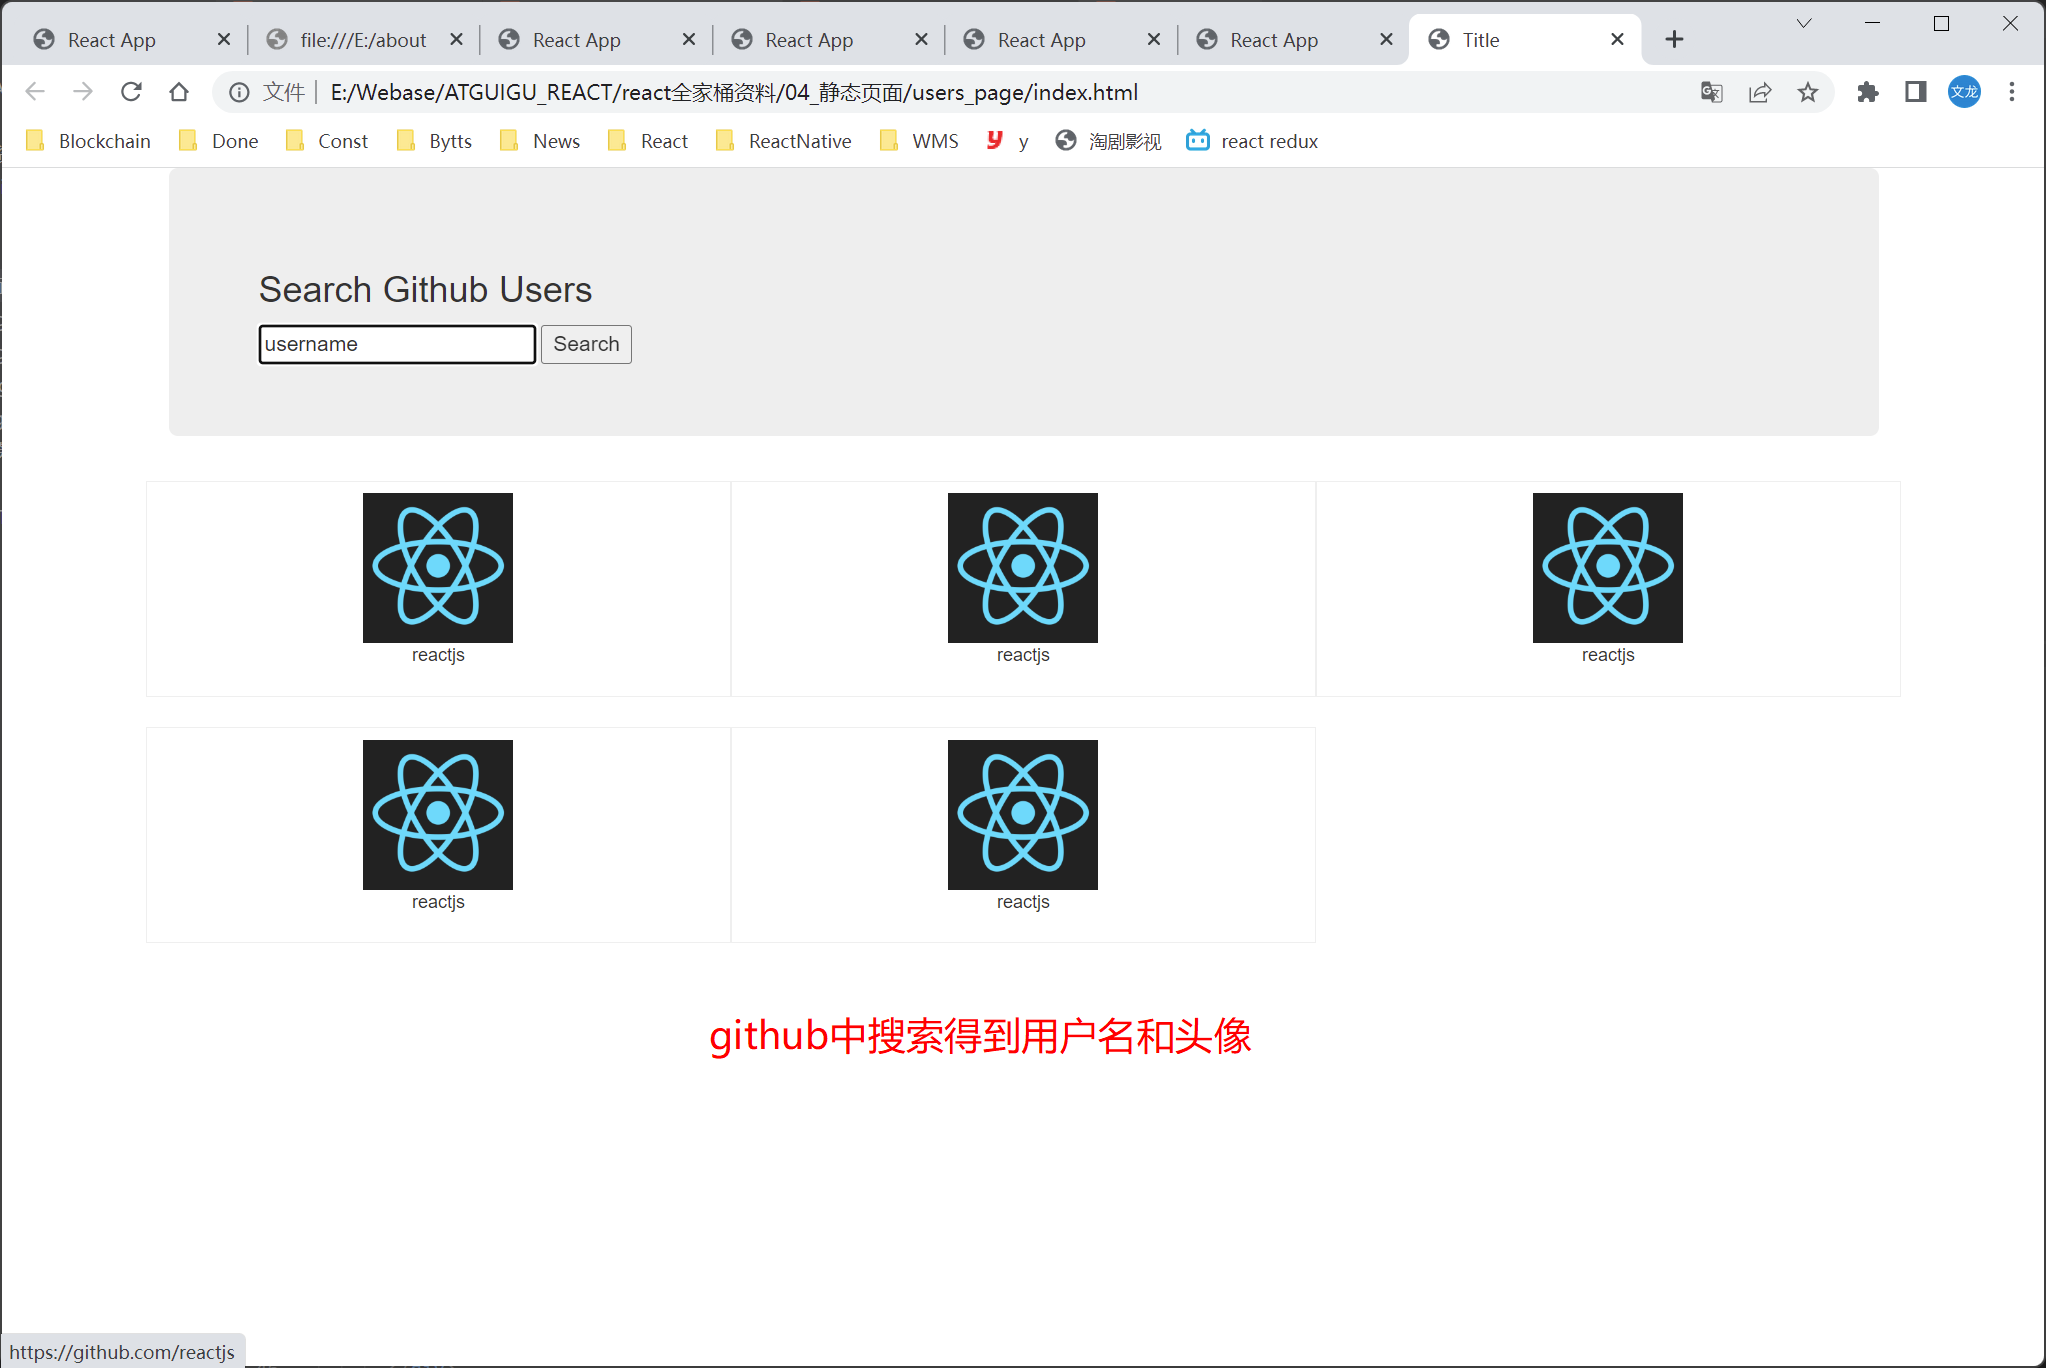 React App
file:///E:/about
React App
React App
React App
React App
Title
文件
E:/Webase/ATGUIGU_REACT/react全家桶资料/04_静态页面/users_page/index.html
文龙
Blockchain
Done
Const
Bytts
News
React
ReactNative
WMS
y
淘剧影视
react redux
Search Github Users
username
Search
reactjs
reactjs
reactjs
reactjs
reactjs
github中搜索得到用户名和头像
https://github.com/reactjs